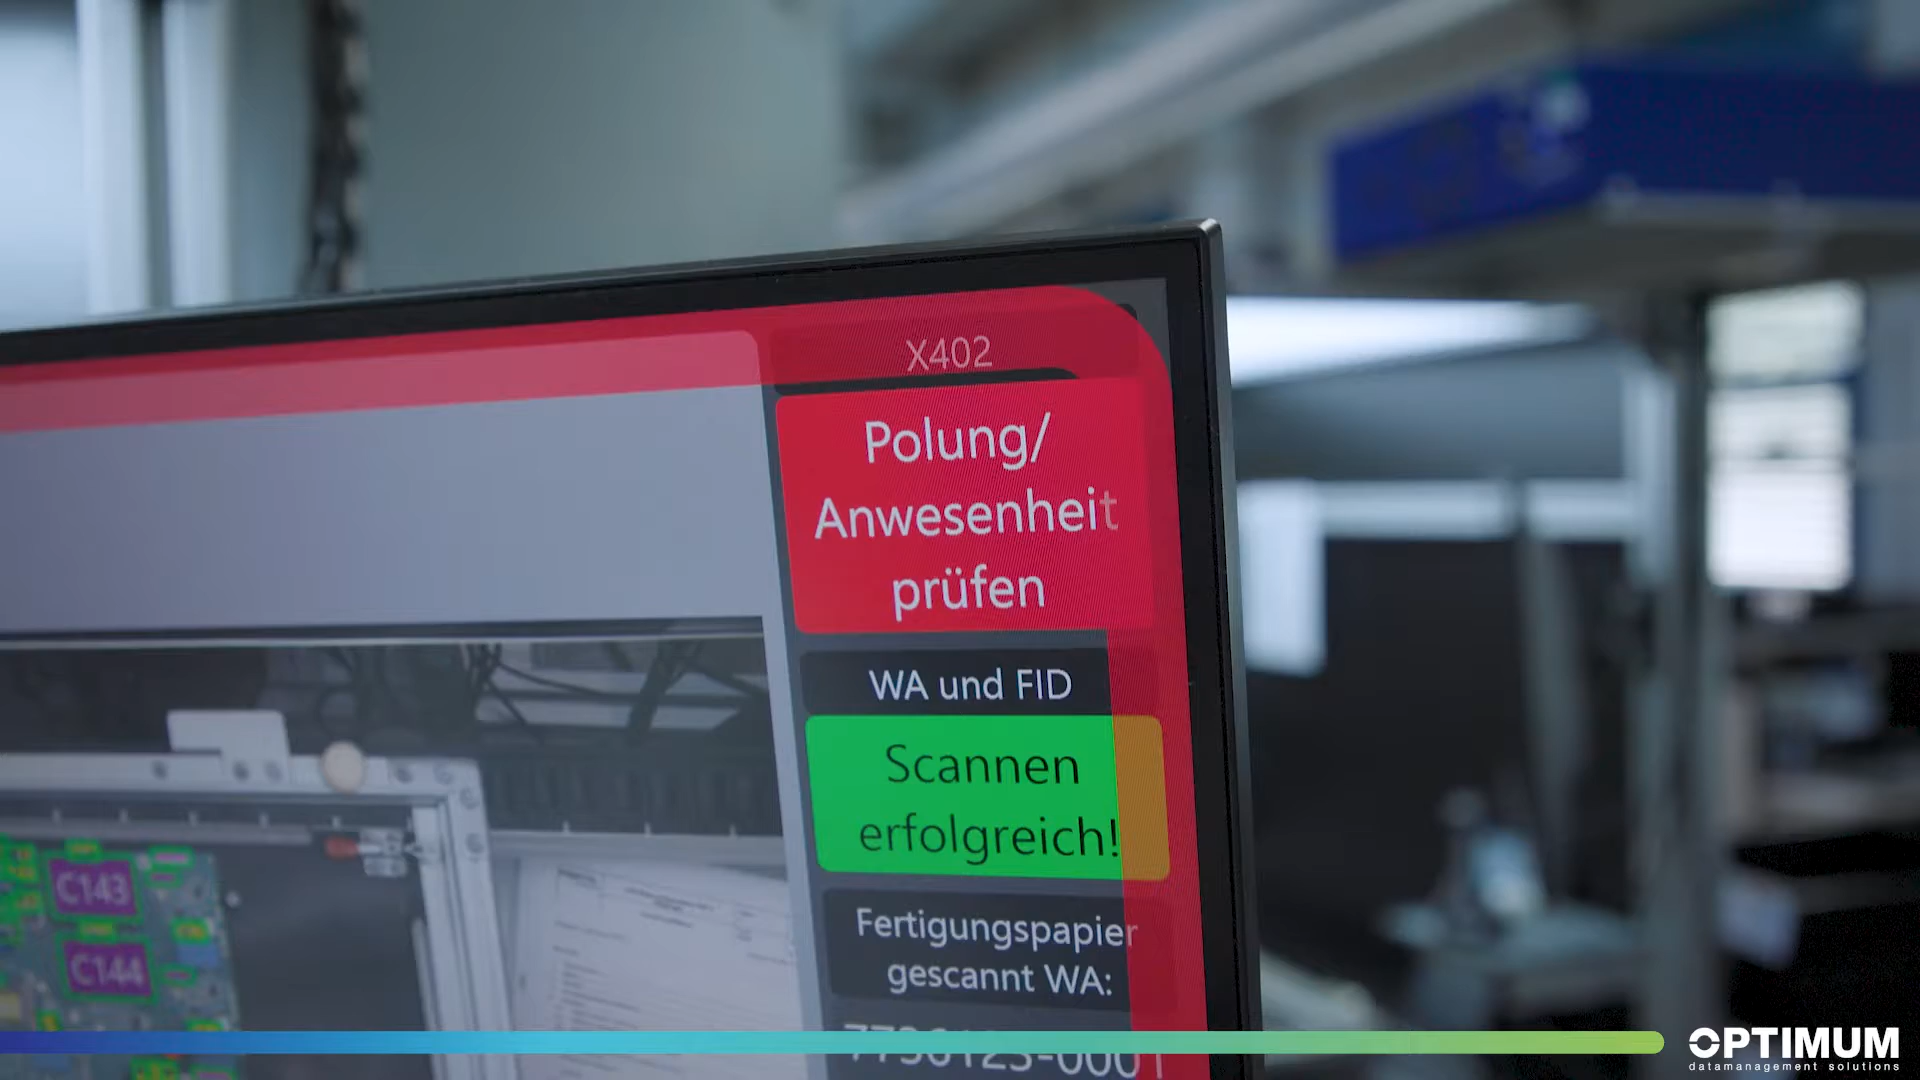 X402
Polung/
Anwesenheit
prüfen
WA und FID
Scannen
erfolgreich!
Fertigungspapier
gescannt WA:
C143
C144
OPTIMUM
datamanagement solutions